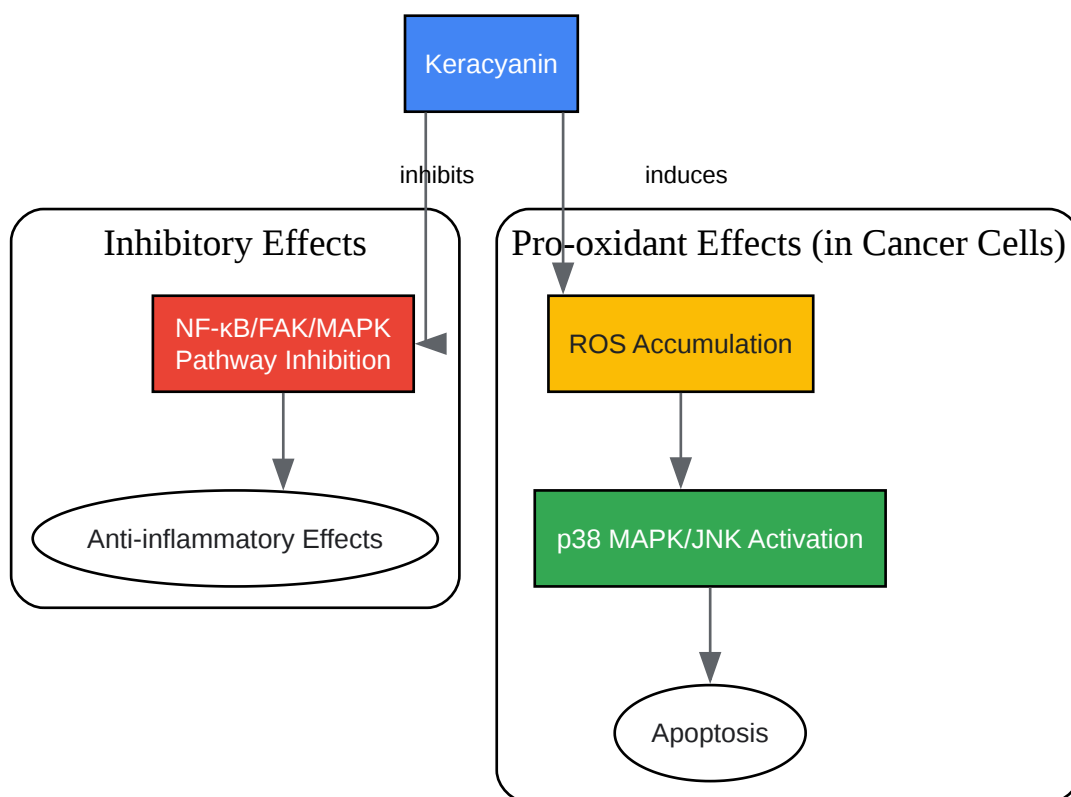 Keracyanin
inhibits
induces
Inhibitory Effects
NF-κB/FAK/MAPK
Pathway Inhibition
Anti-inflammatory Effects
Pro-oxidant Effects (in Cancer Cells)
ROS Accumulation
p38 MAPK/JNK Activation
Apoptosis